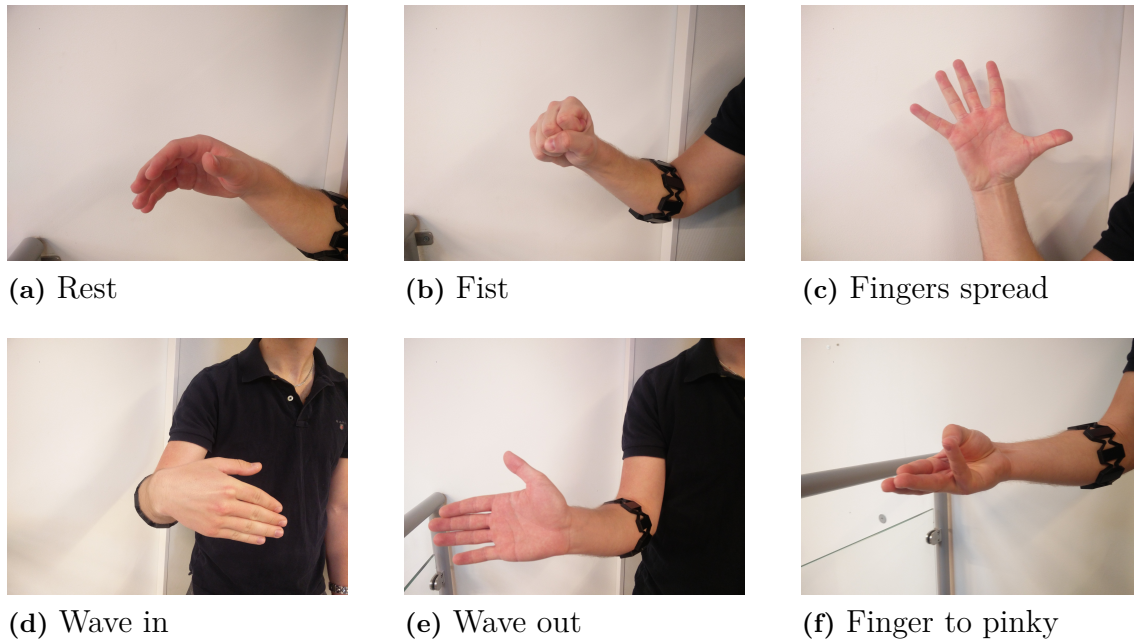 (a) Rest
(b) Fist
(c) Fingers spread
(d) Wave in
(e) Wave out
(f) Finger to pinky